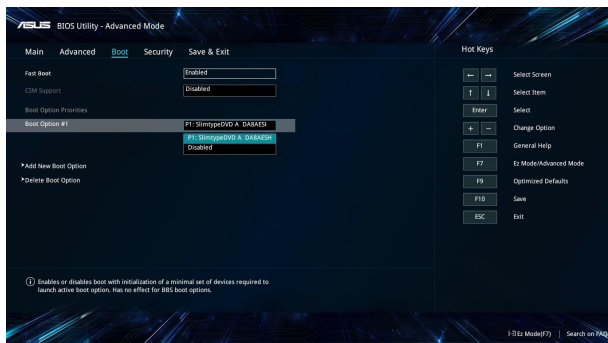 ASUS BIOS Utility - Advanced Mode
Main Advanced Boot Security Save & Exit
Hot Keys
Fast Boot Enabled
CSM Support Disabled
Boot Option Priorities
Boot Option #1 P1: SlimtypeDVD A DA8AESH
P1: SlimtypeDVD A DA8AESH
Disabled
Add New Boot Option
Delete Boot Option
← → Select Screen
↑ ↓ Select Item
Enter Select
+ − Change Option
F1 General Help
F7 Ez Mode/Advanced Mode
F9 Optimized Defaults
F10 Save
ESC Exit
Enables or disables boot with initialization of a minimal set of devices required to
launch active boot option. Has no effect for BBS boot options.
Ez Mode(F7) | Search on FAQ